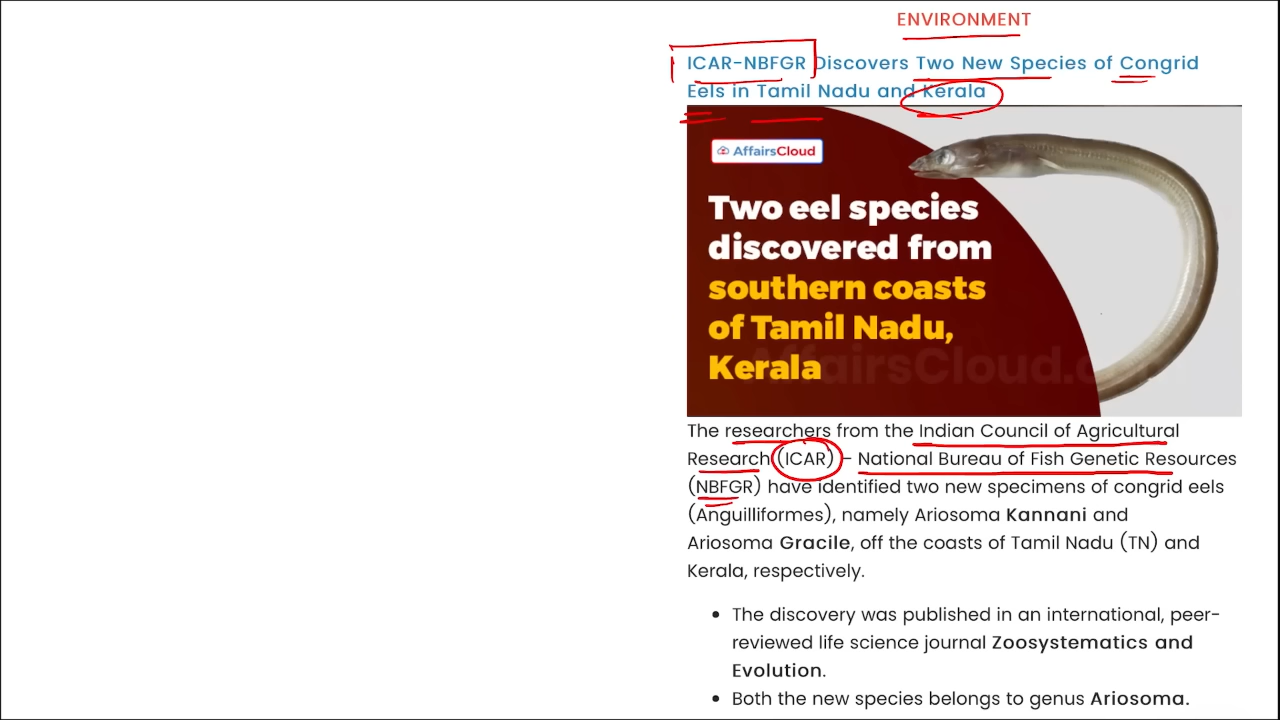 ENVIRONMENT
ICAR-NBFGR Discovers Two New Species of Congrid
Eels in Tamil Nadu and Kerala
AffairsCloud
Two eel species
discovered from
southern coasts
of Tamil Nadu,
Kerala
AffairsCloud.com
The researchers from the Indian Council of Agricultural
Research (ICAR) – National Bureau of Fish Genetic Resources
(NBFGR) have identified two new specimens of congrid eels
(Anguilliformes), namely Ariosoma Kannani and
Ariosoma Gracile, off the coasts of Tamil Nadu (TN) and
Kerala, respectively.
• The discovery was published in an international, peer-
reviewed life science journal Zoosystematics and
Evolution.
• Both the new species belongs to genus Ariosoma.